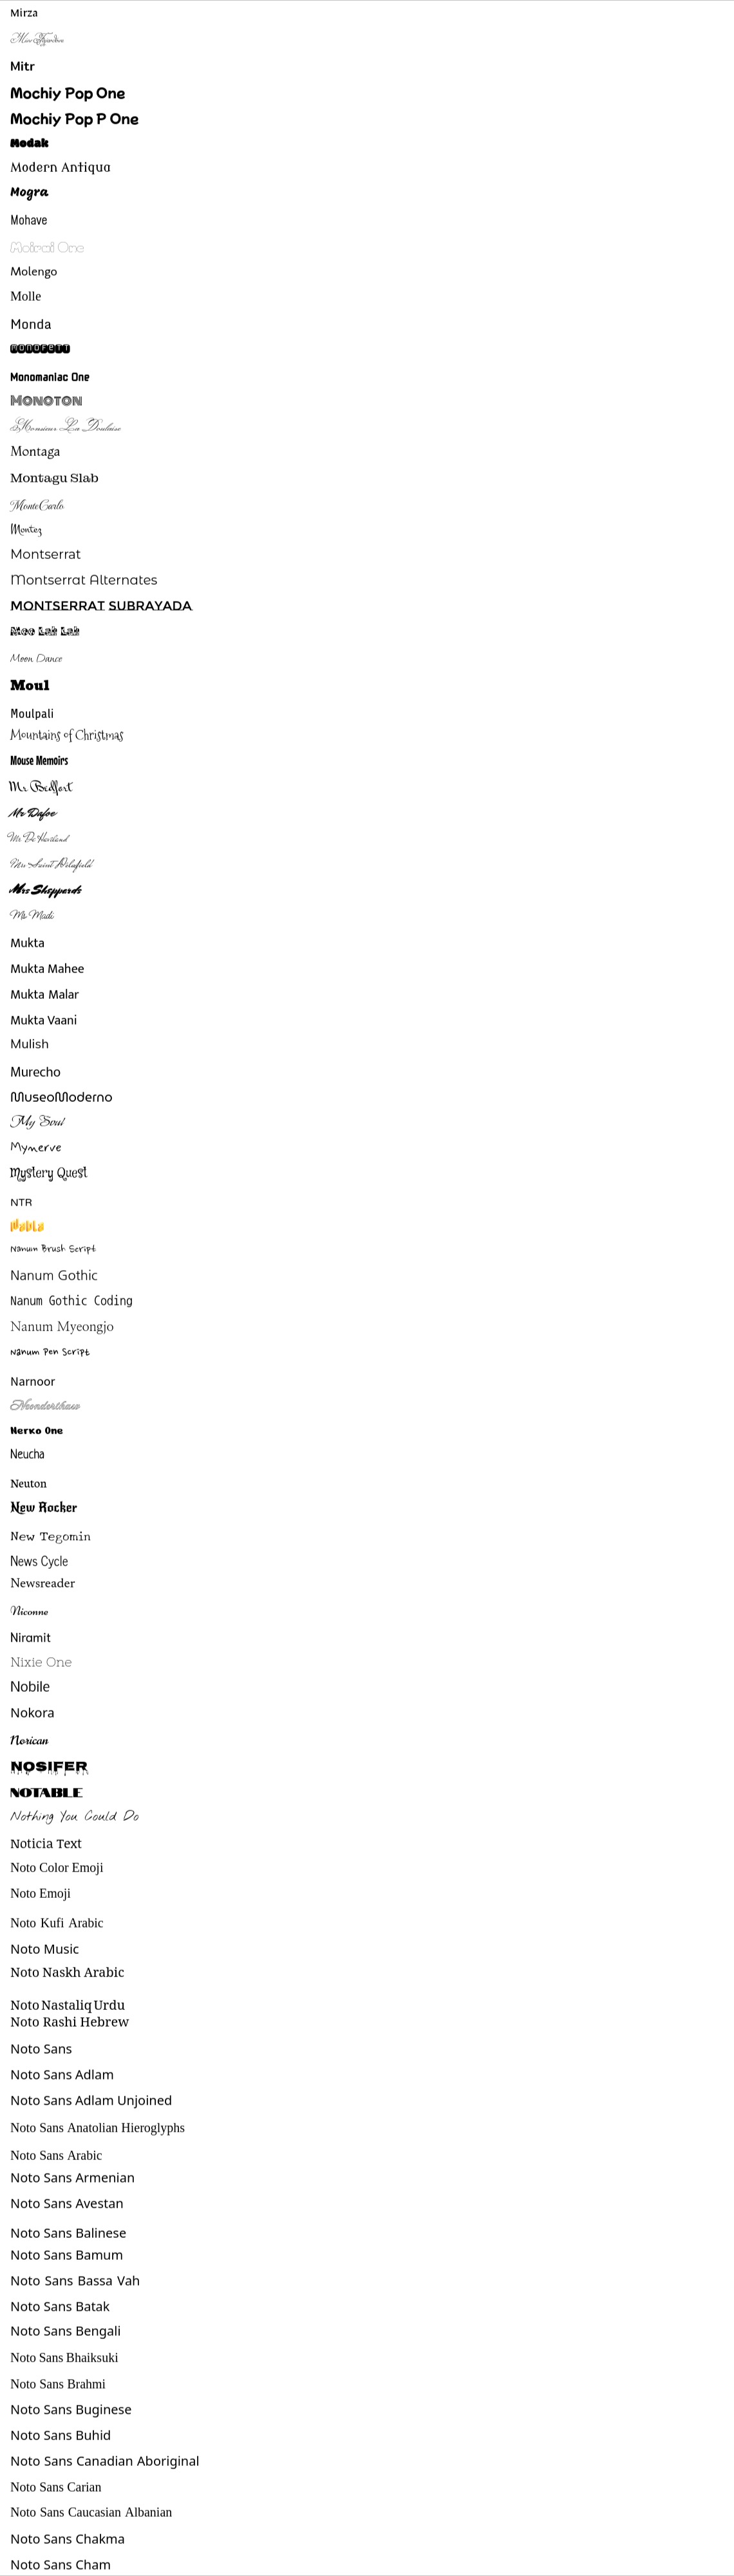 Mirza
Miss Fajardose
Mitr
Mochiy Pop One
Mochiy Pop P One
Modak
Modern Antiqua
Mogra
Mohave
Moirai One
Molengo
Molle
Monda
Monofett
Monomaniac One
Monoton
Monsieur La Doulaise
Montaga
Montagu Slab
MonteCarlo
Montez
Montserrat
Montserrat Alternates
MONTSERRAT SUBRAYADA
Moo Lah Lah
Moon Dance
Moul
Moulpali
Mountains of Christmas
Mouse Memoirs
Mr Bedfort
Mr Dafoe
Mr De Haviland
Mrs Saint Delafield
Mrs Sheppards
Ms Madi
Mukta
Mukta Mahee
Mukta Malar
Mukta Vaani
Mulish
Murecho
MuseoModerno
My Soul
Mynerve
Mystery Quest
NTR
Nabla
Nanum Brush Script
Nanum Gothic
Nanum Gothic Coding
Nanum Myeongjo
Nanum Pen Script
Narnoor
Neonderthaw
Nerko One
Neucha
Neuton
New Rocker
New Tegomin
News Cycle
Newsreader
Niconne
Niramit
Nixie One
Nobile
Nokora
Norican
NOSIFER
NOTABLE
Nothing You Could Do
Noticia Text
Noto Color Emoji
Noto Emoji
Noto Kufi Arabic
Noto Music
Noto Naskh Arabic
Noto Nastaliq Urdu
Noto Rashi Hebrew
Noto Sans
Noto Sans Adlam
Noto Sans Adlam Unjoined
Noto Sans Anatolian Hieroglyphs
Noto Sans Arabic
Noto Sans Armenian
Noto Sans Avestan
Noto Sans Balinese
Noto Sans Bamum
Noto Sans Bassa Vah
Noto Sans Batak
Noto Sans Bengali
Noto Sans Bhaiksuki
Noto Sans Brahmi
Noto Sans Buginese
Noto Sans Buhid
Noto Sans Canadian Aboriginal
Noto Sans Carian
Noto Sans Caucasian Albanian
Noto Sans Chakma
Noto Sans Cham